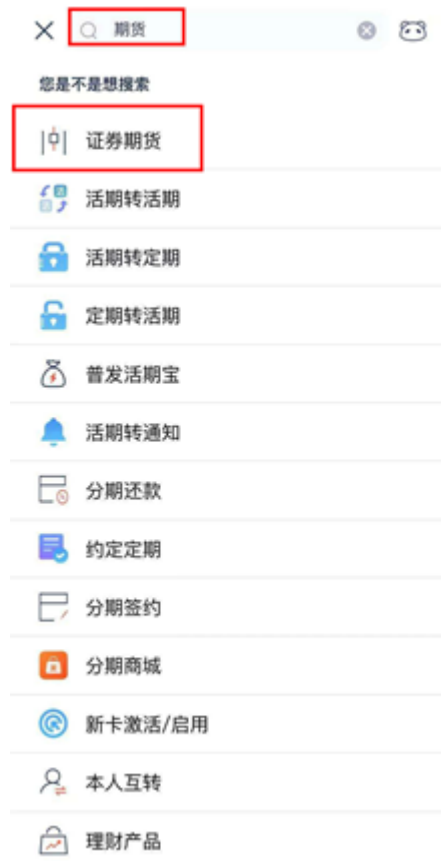 期货
您是不是想搜索
证券期货
活期转活期
活期转定期
定期转活期
普发活期宝
活期转通知
分期还款
约定定期
分期签约
分期商城
新卡激活/启用
本人互转
理财产品